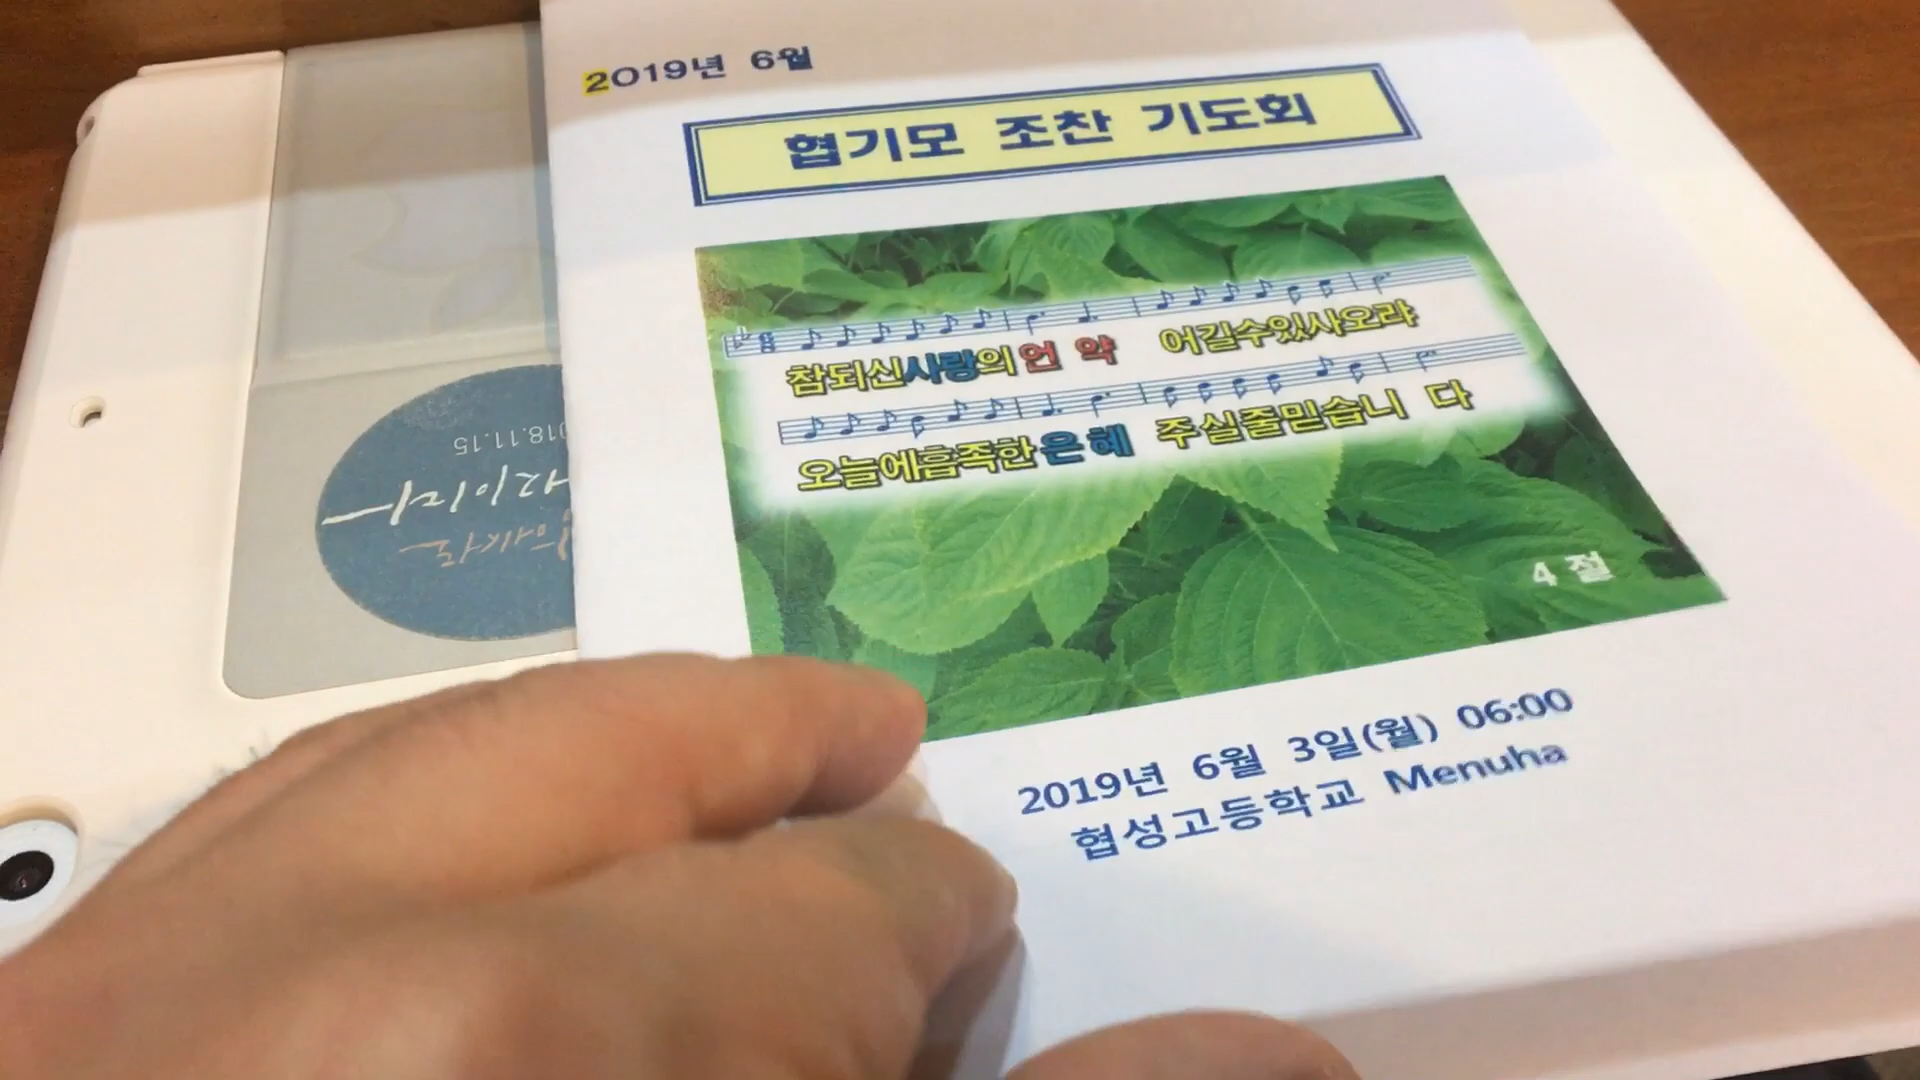 2019년 6월
협기모 조찬 기도회
참되신사랑의언 약 어길수있사오랴
오늘에흡족한은혜 주실줄믿습니 다
4 절
2019년 6월 3일(월) 06:00
협성고등학교 Menuha
018.11.15